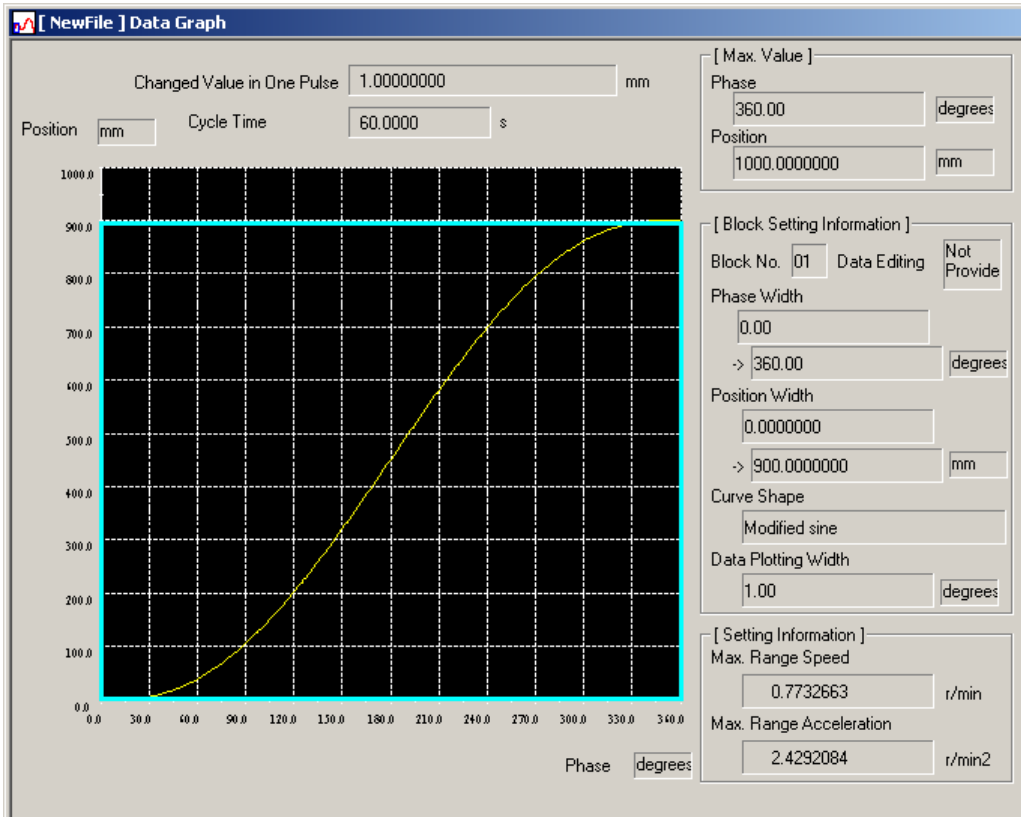 [ NewFile ] Data Graph
Changed Value in One Pulse 1.00000000 mm
Position mm Cycle Time 60.0000 s
1000.0
900.0
800.0
700.0
600.0
500.0
400.0
300.0
200.0
100.0
0.0
0.0 30.0 60.0 90.0 120.0 150.0 180.0 210.0 240.0 270.0 300.0 330.0 360.0
Phase degrees
[ Max. Value ]
Phase
360.00 degrees
Position
1000.0000000 mm
[ Block Setting Information ]
Block No. 01 Data Editing Not
Provide
Phase Width
0.00
-> 360.00 degrees
Position Width
0.0000000
-> 900.0000000 mm
Curve Shape
Modified sine
Data Plotting Width
1.00 degrees
[ Setting Information ]
Max. Range Speed
0.7732663 r/min
Max. Range Acceleration
2.4292084 r/min2